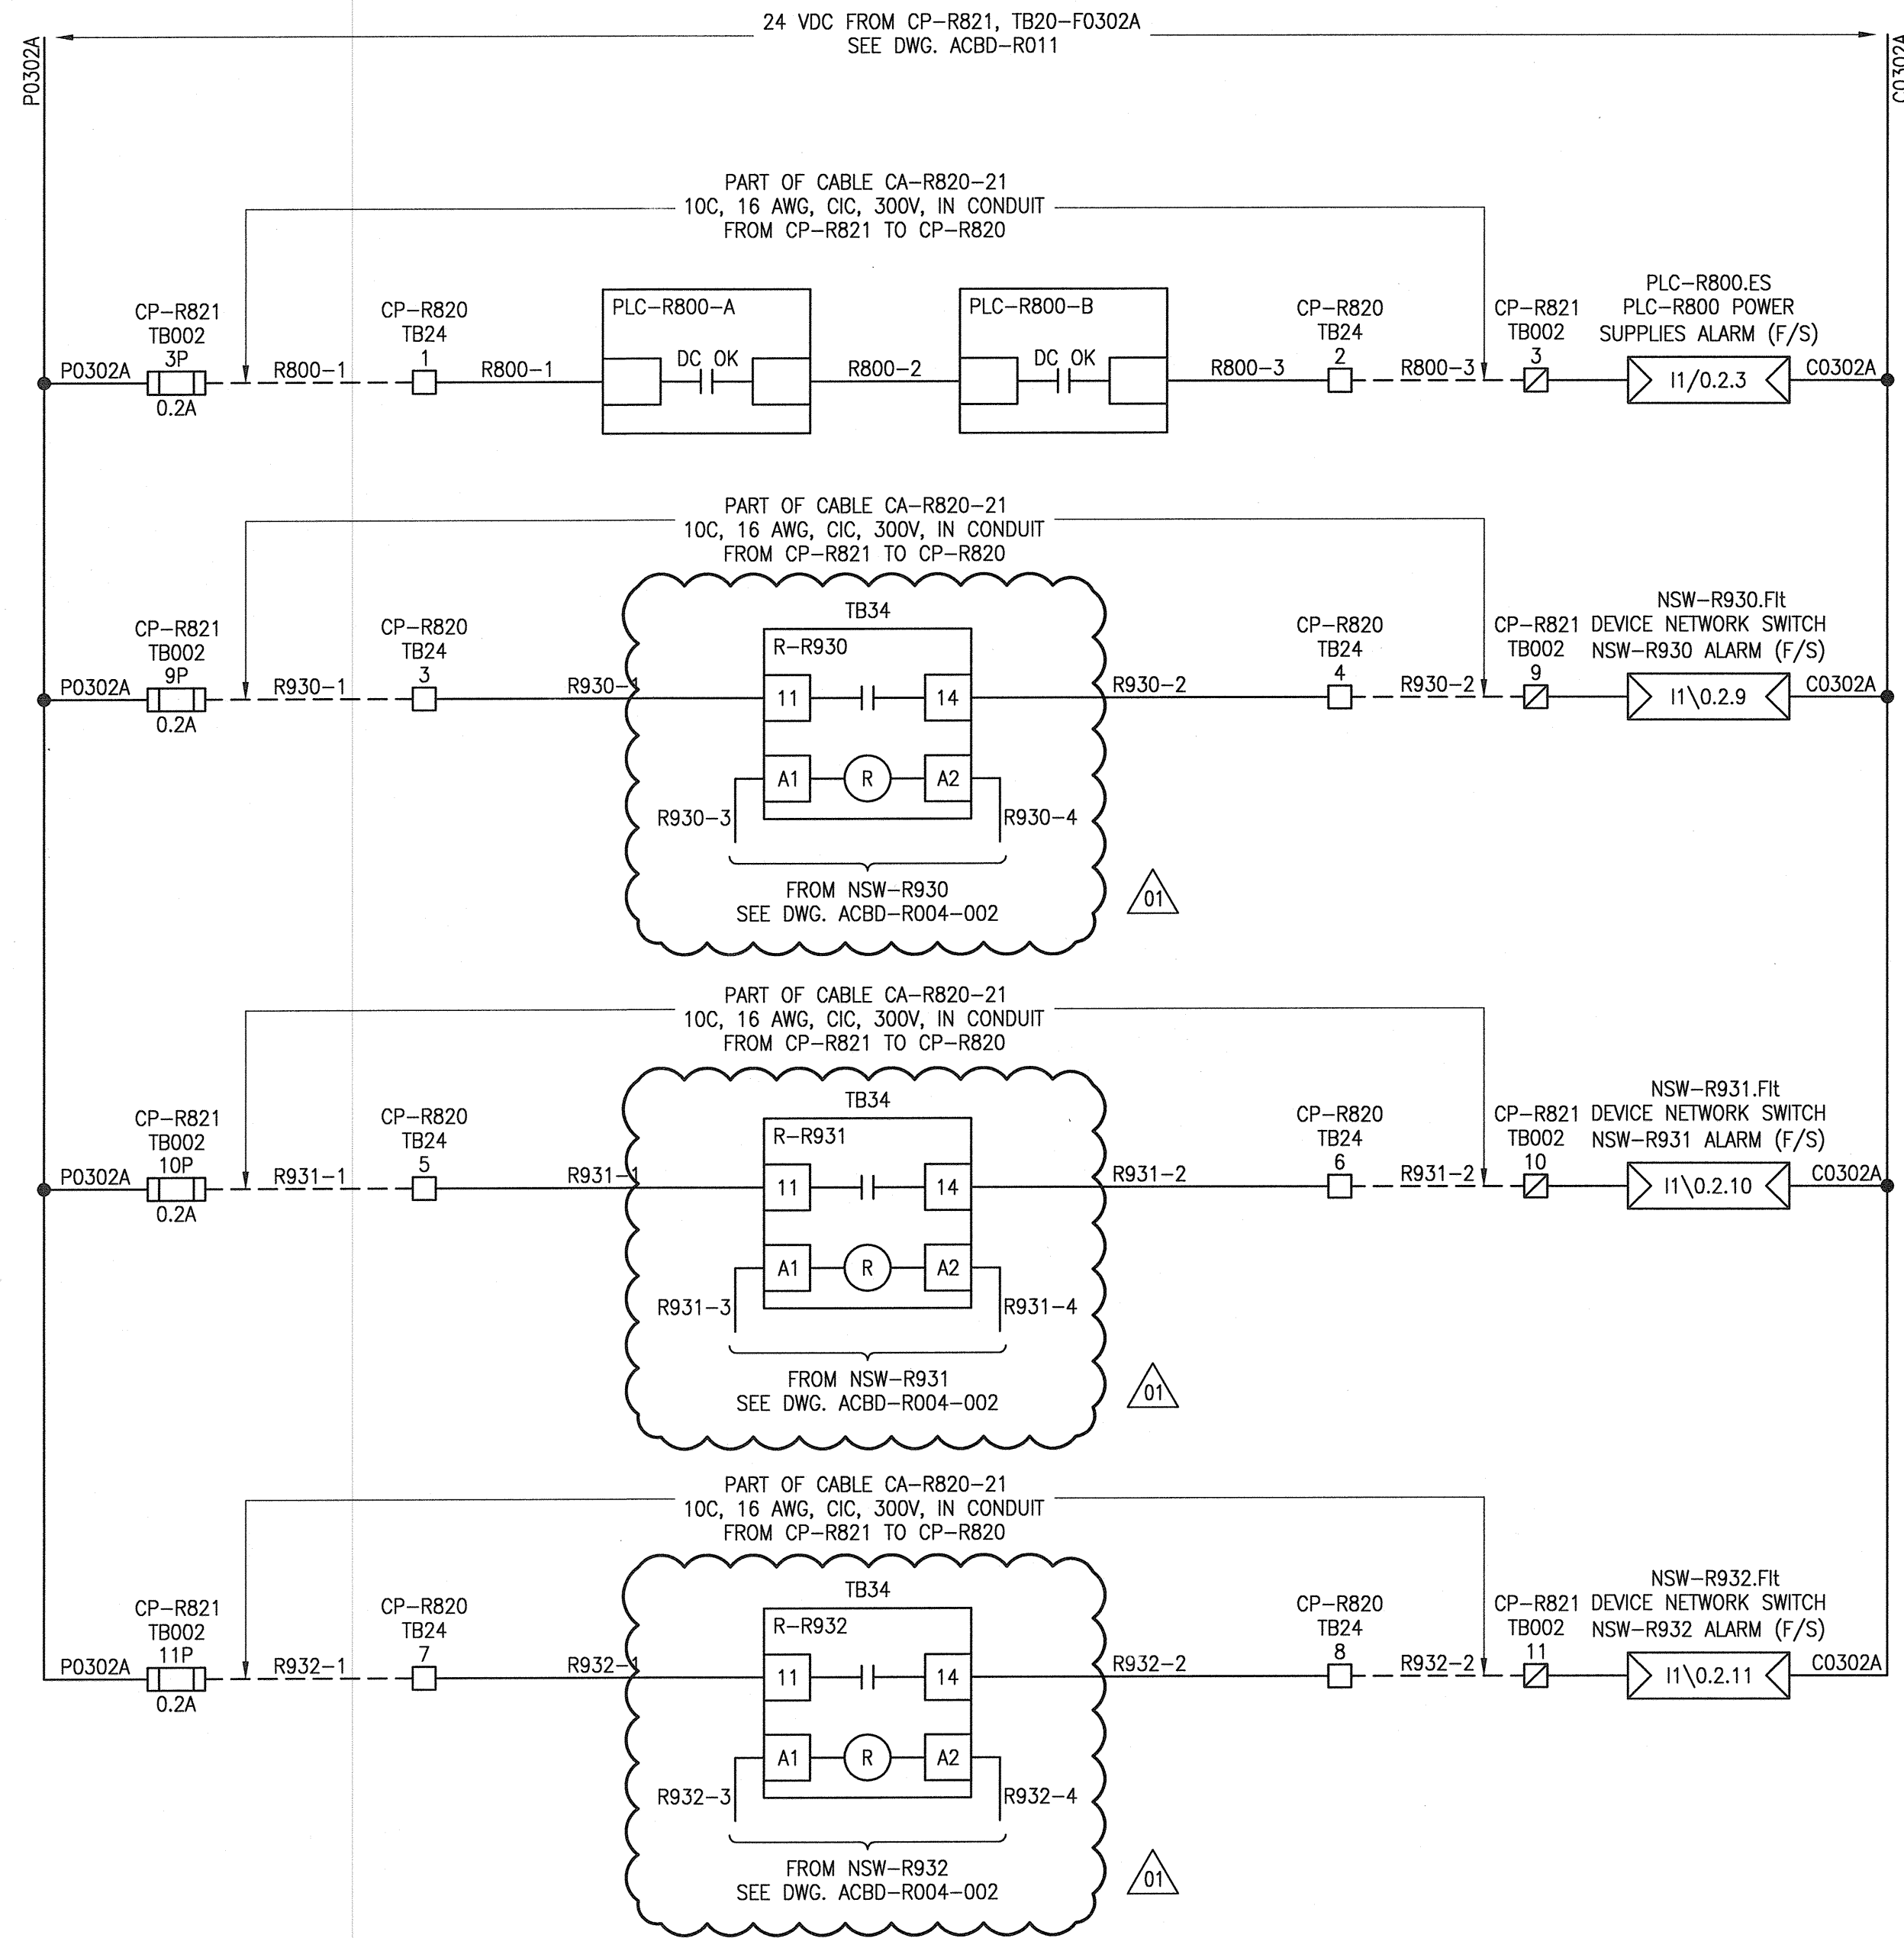 24 VDC FROM CP-R821, TB20-F0302A
SEE DWG. ACBD-R011
P0302A
C0302A
PART OF CABLE CA-R820-21
10C, 16 AWG, CIC, 300V, IN CONDUIT
FROM CP-R821 TO CP-R820
CP-R821
TB002
3P
0.2A
P0302A
R800-1
CP-R820
TB24
1
R800-1
PLC-R800-A
DC OK
R800-2
PLC-R800-B
DC OK
R800-3
CP-R820
TB24
2
R800-3
CP-R821
TB002
3
PLC-R800.ES
PLC-R800 POWER
SUPPLIES ALARM (F/S)
I1/0.2.3
C0302A
PART OF CABLE CA-R820-21
10C, 16 AWG, CIC, 300V, IN CONDUIT
FROM CP-R821 TO CP-R820
CP-R821
TB002
9P
0.2A
P0302A
R930-1
CP-R820
TB24
3
R930-1
TB34
R-R930
11
14
A1
R
A2
R930-3
R930-4
FROM NSW-R930
SEE DWG. ACBD-R004-002
01
R930-2
CP-R820
TB24
4
R930-2
CP-R821
TB002
9
NSW-R930.Flt
DEVICE NETWORK SWITCH
NSW-R930 ALARM (F/S)
I1\0.2.9
C0302A
PART OF CABLE CA-R820-21
10C, 16 AWG, CIC, 300V, IN CONDUIT
FROM CP-R821 TO CP-R820
CP-R821
TB002
10P
0.2A
P0302A
R931-1
CP-R820
TB24
5
R931-1
TB34
R-R931
11
14
A1
R
A2
R931-3
R931-4
FROM NSW-R931
SEE DWG. ACBD-R004-002
01
R931-2
CP-R820
TB24
6
R931-2
CP-R821
TB002
10
NSW-R931.Flt
DEVICE NETWORK SWITCH
NSW-R931 ALARM (F/S)
I1\0.2.10
C0302A
PART OF CABLE CA-R820-21
10C, 16 AWG, CIC, 300V, IN CONDUIT
FROM CP-R821 TO CP-R820
CP-R821
TB002
11P
0.2A
P0302A
R932-1
CP-R820
TB24
7
R932-1
TB34
R-R932
11
14
A1
R
A2
R932-3
R932-4
FROM NSW-R932
SEE DWG. ACBD-R004-002
01
R932-2
CP-R820
TB24
8
R932-2
CP-R821
TB002
11
NSW-R932.Flt
DEVICE NETWORK SWITCH
NSW-R932 ALARM (F/S)
I1\0.2.11
C0302A